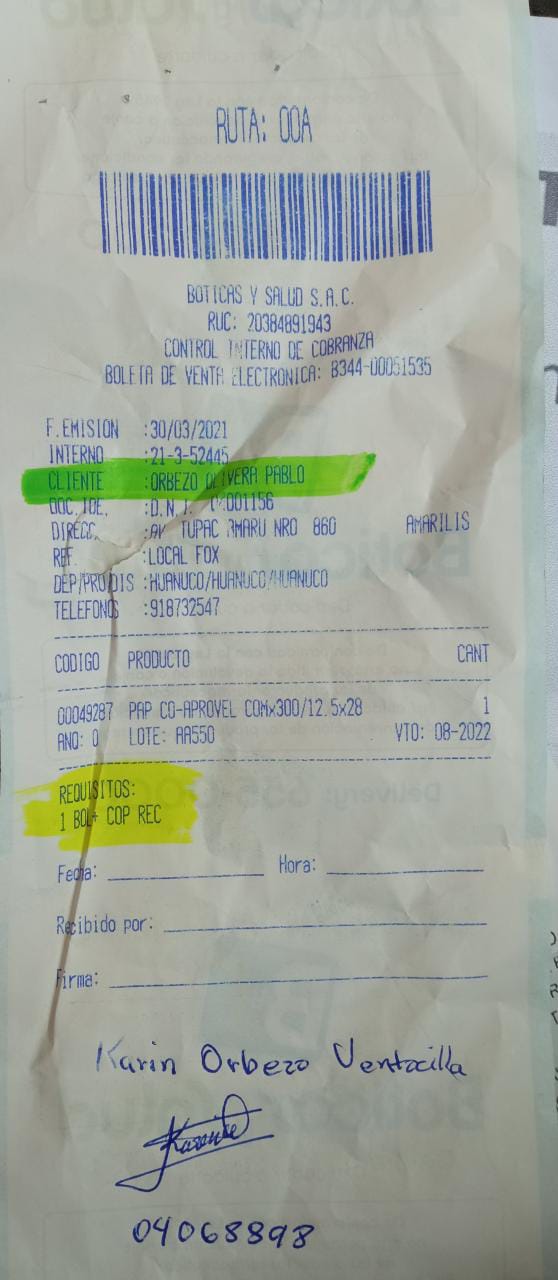 RUTA: 00A
BOTICAS Y SALUD S.A.C.
RUC: 20384891943
CONTROL INTERNO DE COBRANZA
BOLETA DE VENTA ELECTRONICA: B344-00051535
F.EMISION :30/03/2021
INTERNO :21-3-52445
CLIENTE :ORBEZO OLIVERA PABLO
DOC.IDE. :D.N.I.
DIRECC. :AV TUPAC AMARU NRO 860 AMARILIS
REF. :LOCAL FOX
DEP/PRO/DIS :HUANUCO/HUANUCO/HUANUCO
TELEFONOS :918732547
CODIGO PRODUCTO CANT
00049287 PAP CO-APROVEL COMx300/12.5x28 1
ANO: 0 LOTE: AA550 VTO: 08-2022
REQUISITOS:
1 BOL+ COP REC
Fecha: Hora:
Recibido por:
Firma:
Karin Orbezo Ventocilla
04068898